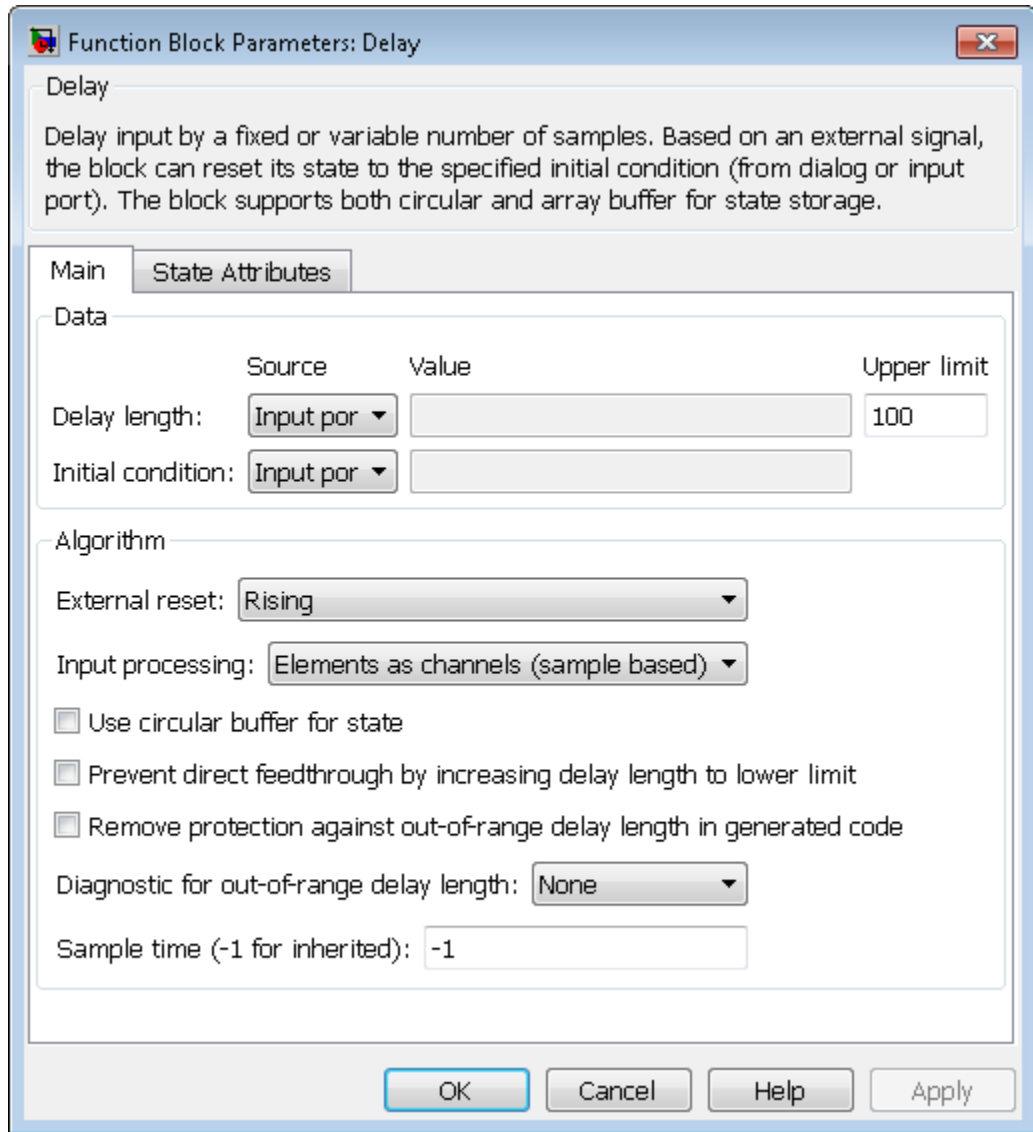 Function Block Parameters: Delay
Delay
Delay input by a fixed or variable number of samples. Based on an external signal,
the block can reset its state to the specified initial condition (from dialog or input
port). The block supports both circular and array buffer for state storage.
Main State Attributes
Data
Source Value Upper limit
Delay length: Input por 100
Initial condition: Input por
Algorithm
External reset: Rising
Input processing: Elements as channels (sample based)
Use circular buffer for state
Prevent direct feedthrough by increasing delay length to lower limit
Remove protection against out-of-range delay length in generated code
Diagnostic for out-of-range delay length: None
Sample time (-1 for inherited): -1
OK Cancel Help Apply